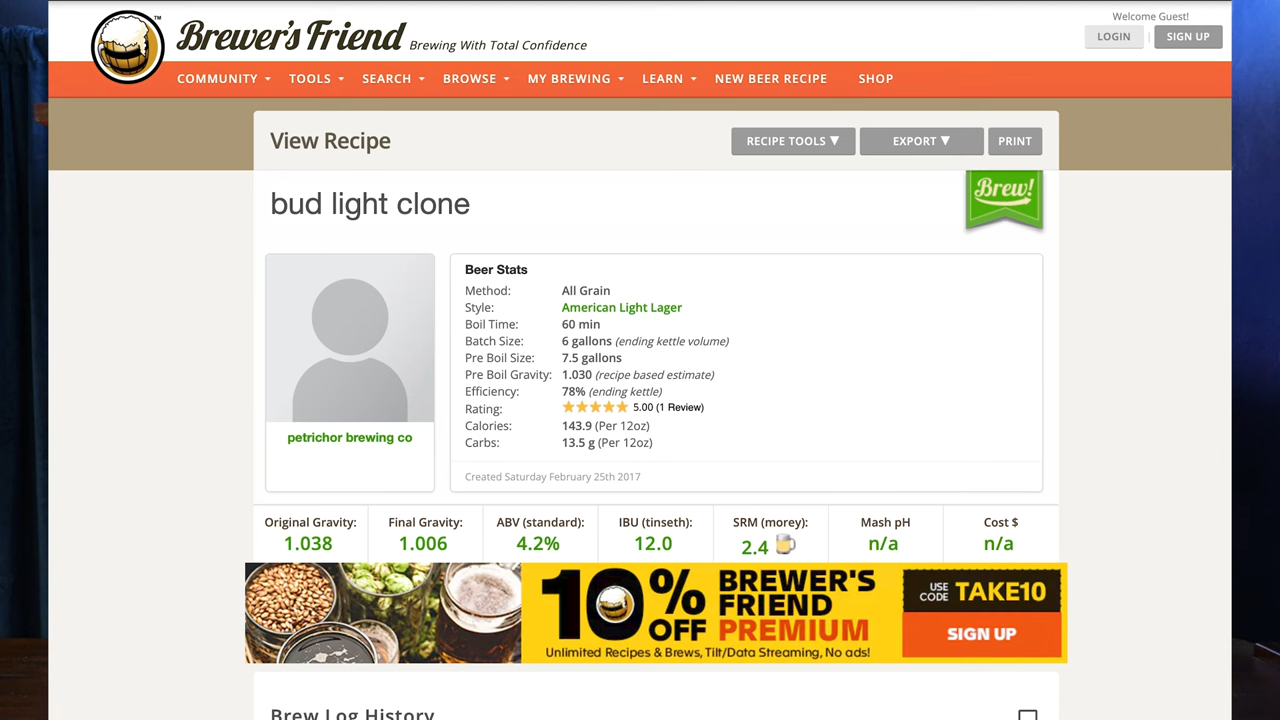 Brewer's Friend™ Brewing With Total Confidence
Welcome Guest!
LOGIN | SIGN UP
COMMUNITY TOOLS SEARCH BROWSE MY BREWING LEARN NEW BEER RECIPE SHOP
View Recipe
RECIPE TOOLS ▼ EXPORT ▼ PRINT
bud light clone
Brew!
petrichor brewing co
Beer Stats
Method: All Grain
Style: American Light Lager
Boil Time: 60 min
Batch Size: 6 gallons (ending kettle volume)
Pre Boil Size: 7.5 gallons
Pre Boil Gravity: 1.030 (recipe based estimate)
Efficiency: 78% (ending kettle)
Rating: 5.00 (1 Review)
Calories: 143.9 (Per 12oz)
Carbs: 13.5 g (Per 12oz)
Created Saturday February 25th 2017
Original Gravity: Final Gravity: ABV (standard): IBU (tinseth): SRM (morey): Mash pH Cost $
1.038 1.006 4.2% 12.0 2.4 n/a n/a
10% OFF
BREWER'S
FRIEND
PREMIUM
Unlimited Recipes & Brews, Tilt/Data Streaming, No ads!
USE CODE TAKE10
SIGN UP
Brew Log History